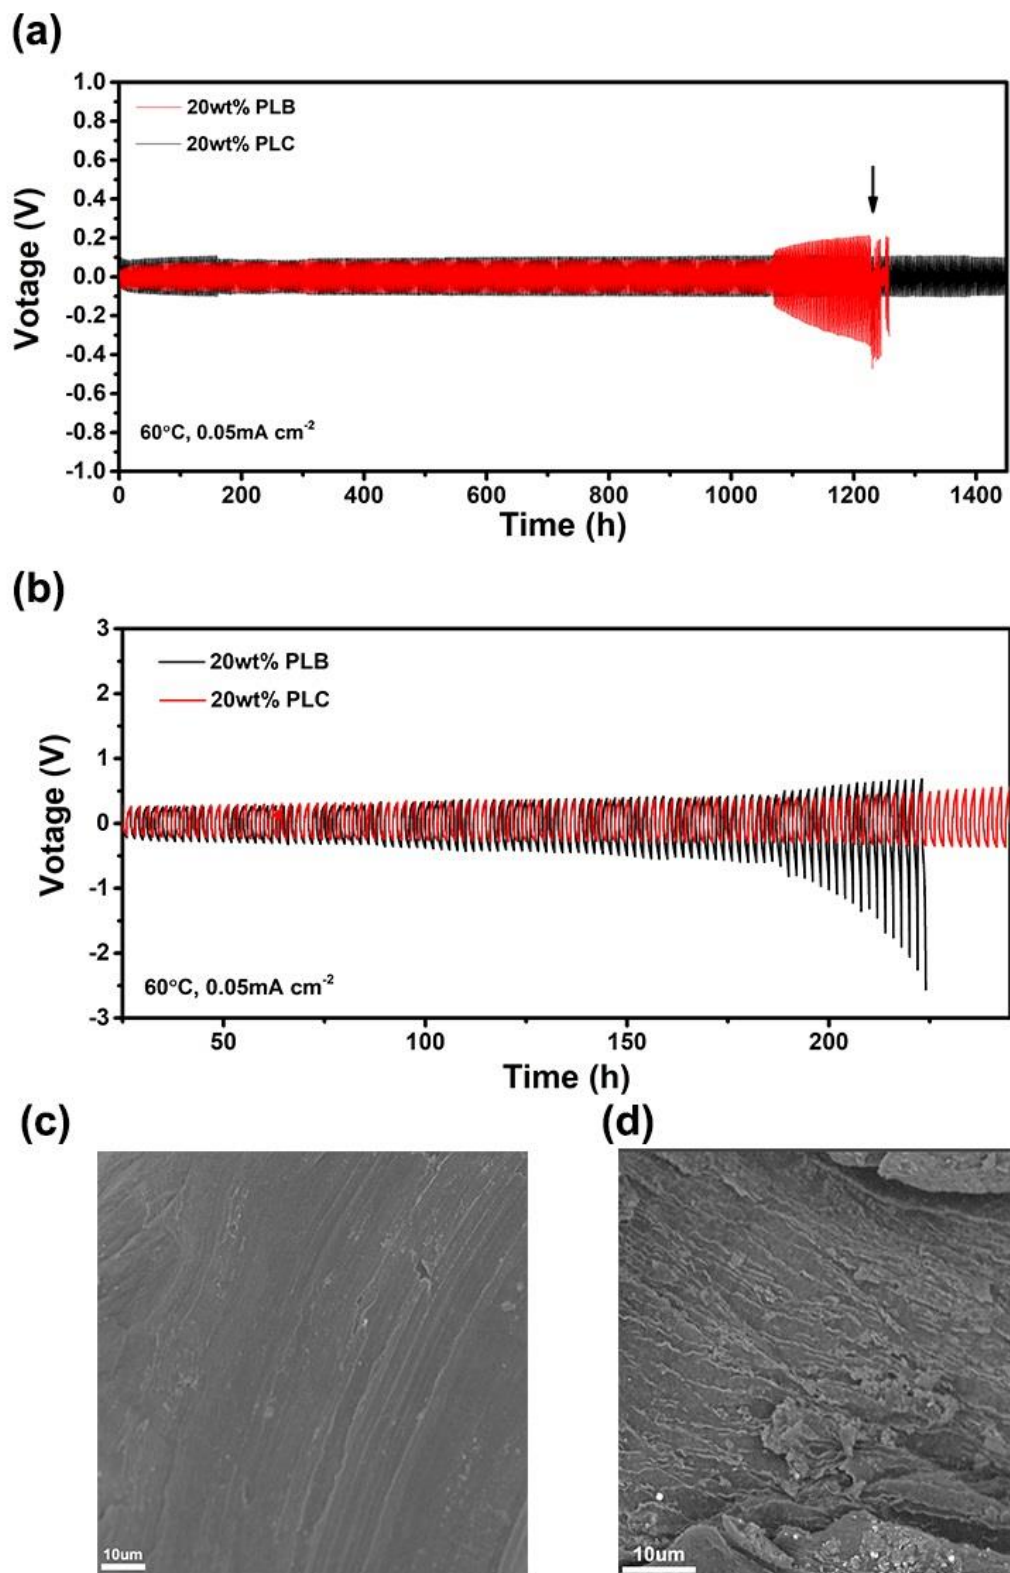 (a)
1.0
0.8
0.6
0.4
0.2
0.0
-0.2
-0.4
-0.6
-0.8
-1.0
Votage (V)
20wt% PLB
20wt% PLC
60°C, 0.05mA cm-2
0 200 400 600 800 1000 1200 1400
Time (h)
(b)
3
2
1
0
-1
-2
-3
Votage (V)
20wt% PLB
20wt% PLC
60°C, 0.05mA cm-2
50 100 150 200
Time (h)
(c) (d)
10um
10um